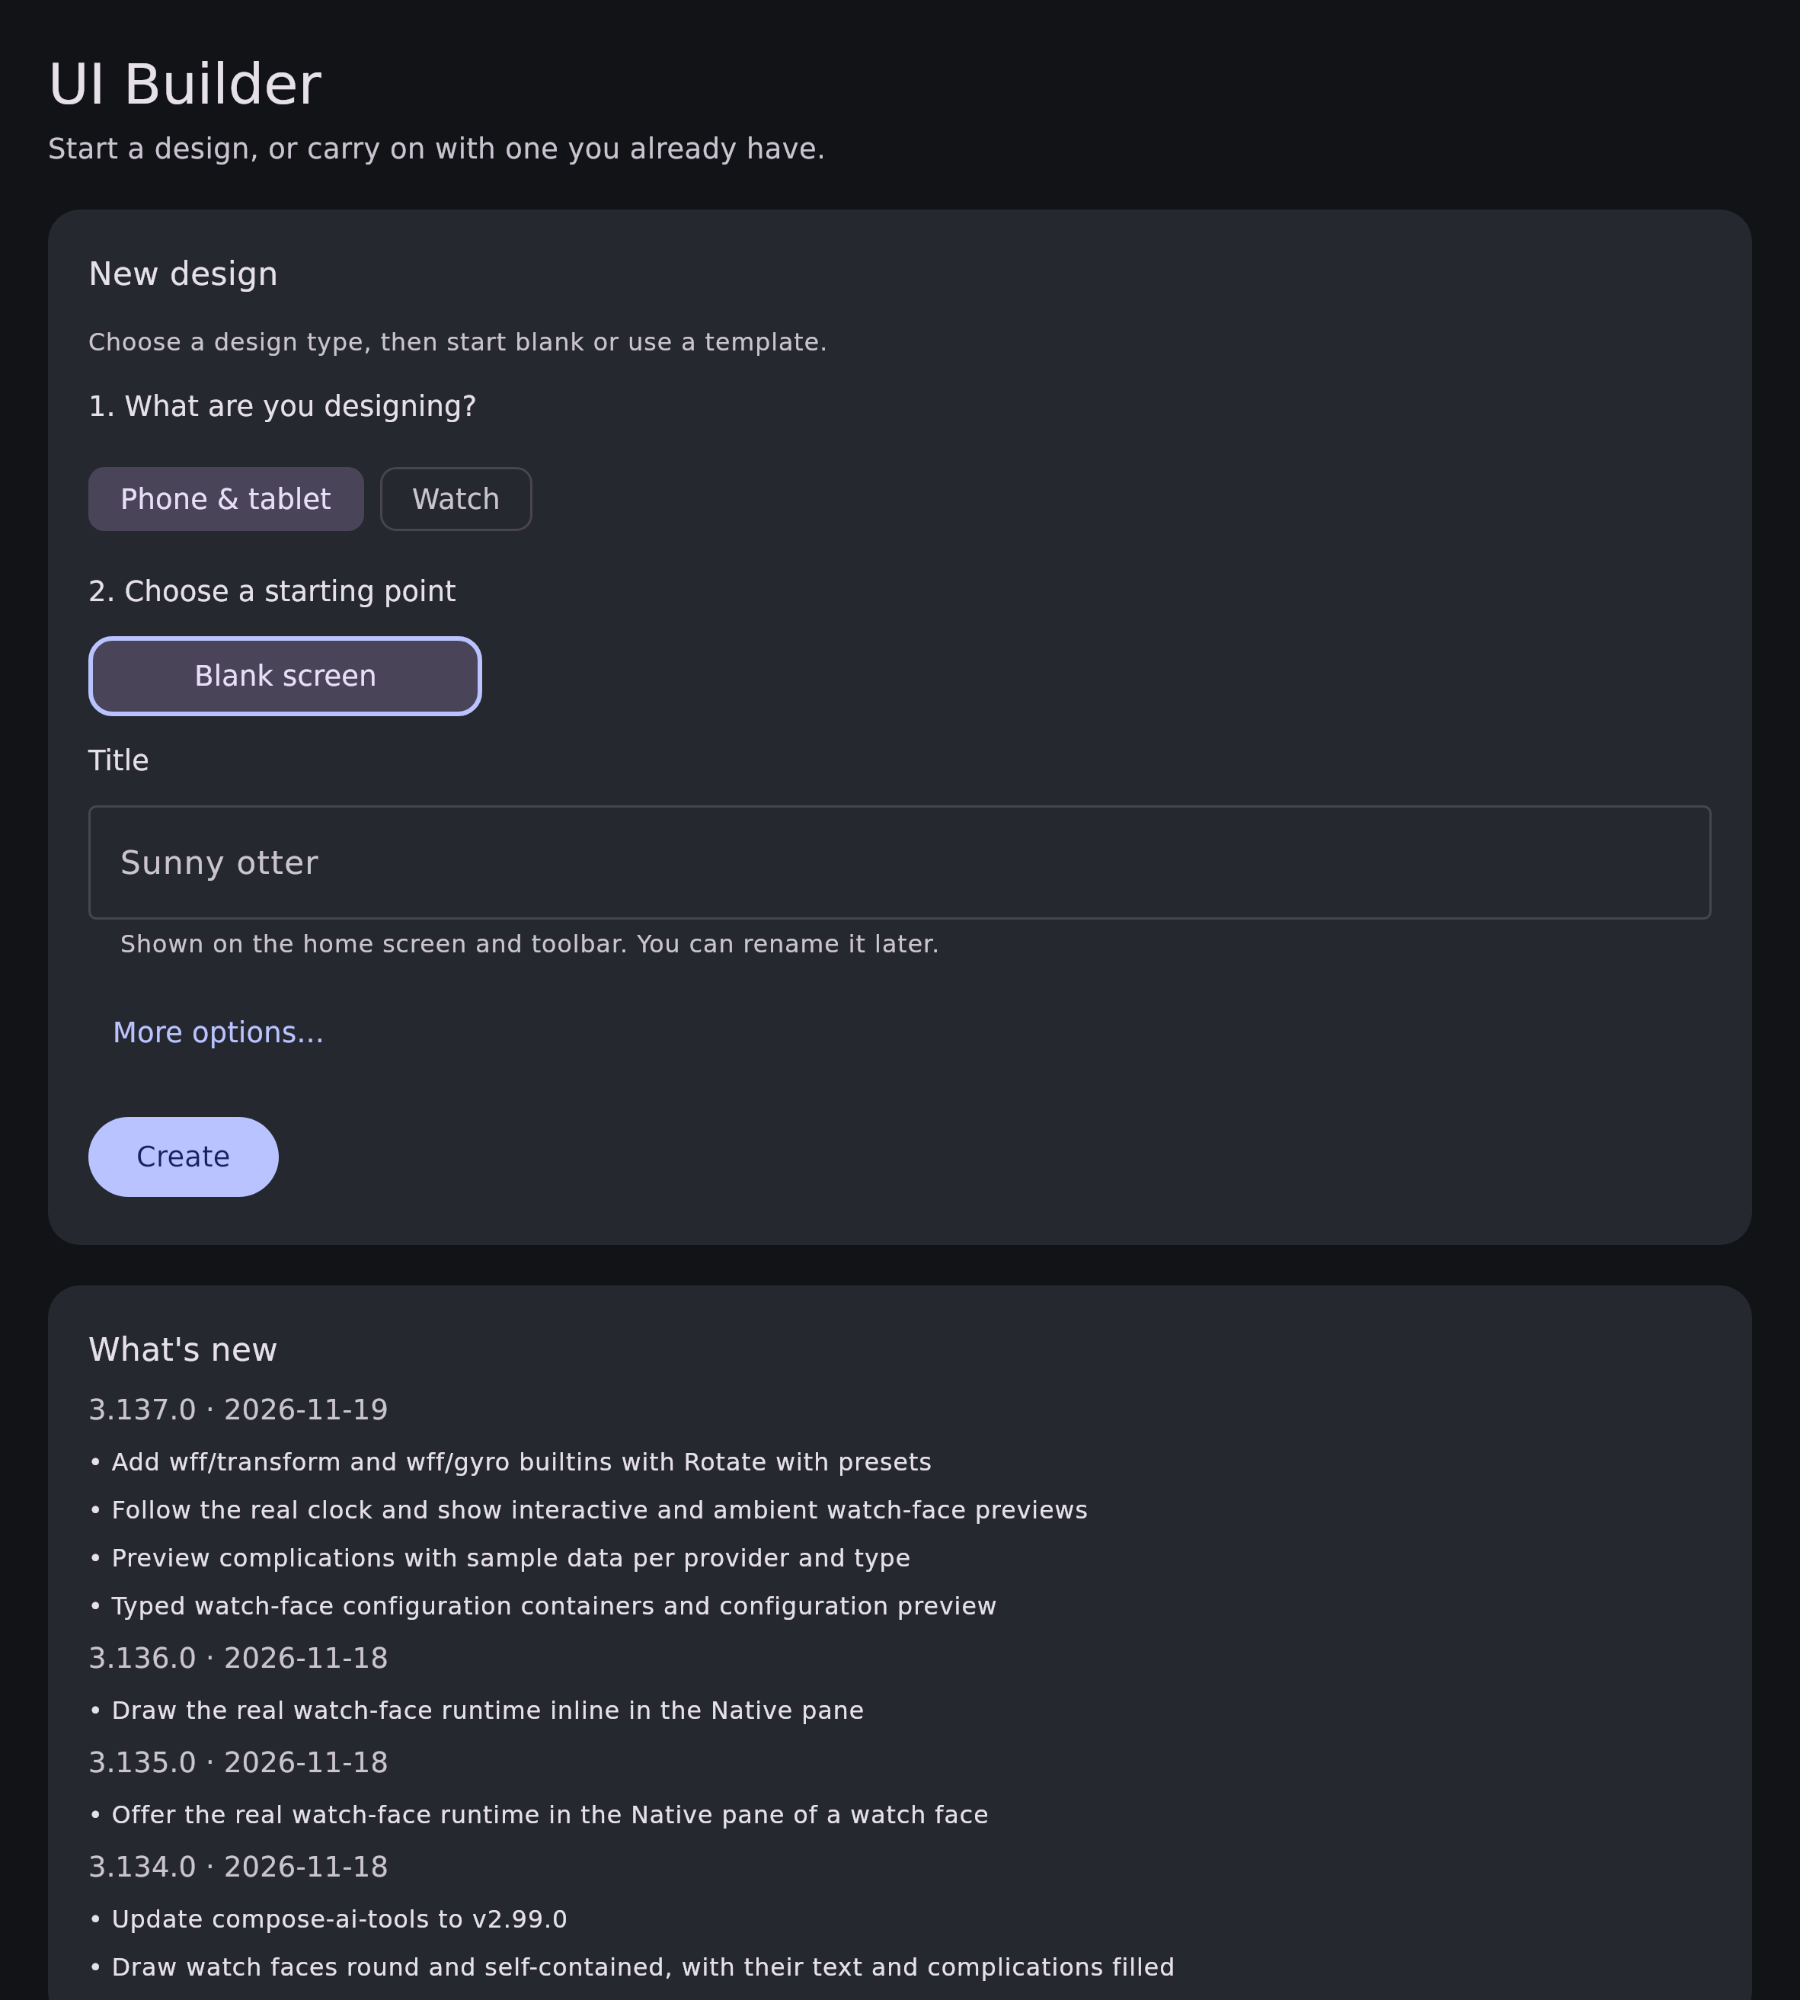 UI Builder
Start a design, or carry on with one you already have.
New design
Choose a design type, then start blank or use a template.
1. What are you designing?
Phone & tablet
Watch
2. Choose a starting point
Blank screen
Title
Sunny otter
Shown on the home screen and toolbar. You can rename it later.
More options...
Create
What's new
3.137.0 · 2026-11-19
• Add wff/transform and wff/gyro builtins with Rotate with presets
• Follow the real clock and show interactive and ambient watch-face previews
• Preview complications with sample data per provider and type
• Typed watch-face configuration containers and configuration preview
3.136.0 · 2026-11-18
• Draw the real watch-face runtime inline in the Native pane
3.135.0 · 2026-11-18
• Offer the real watch-face runtime in the Native pane of a watch face
3.134.0 · 2026-11-18
• Update compose-ai-tools to v2.99.0
• Draw watch faces round and self-contained, with their text and complications filled